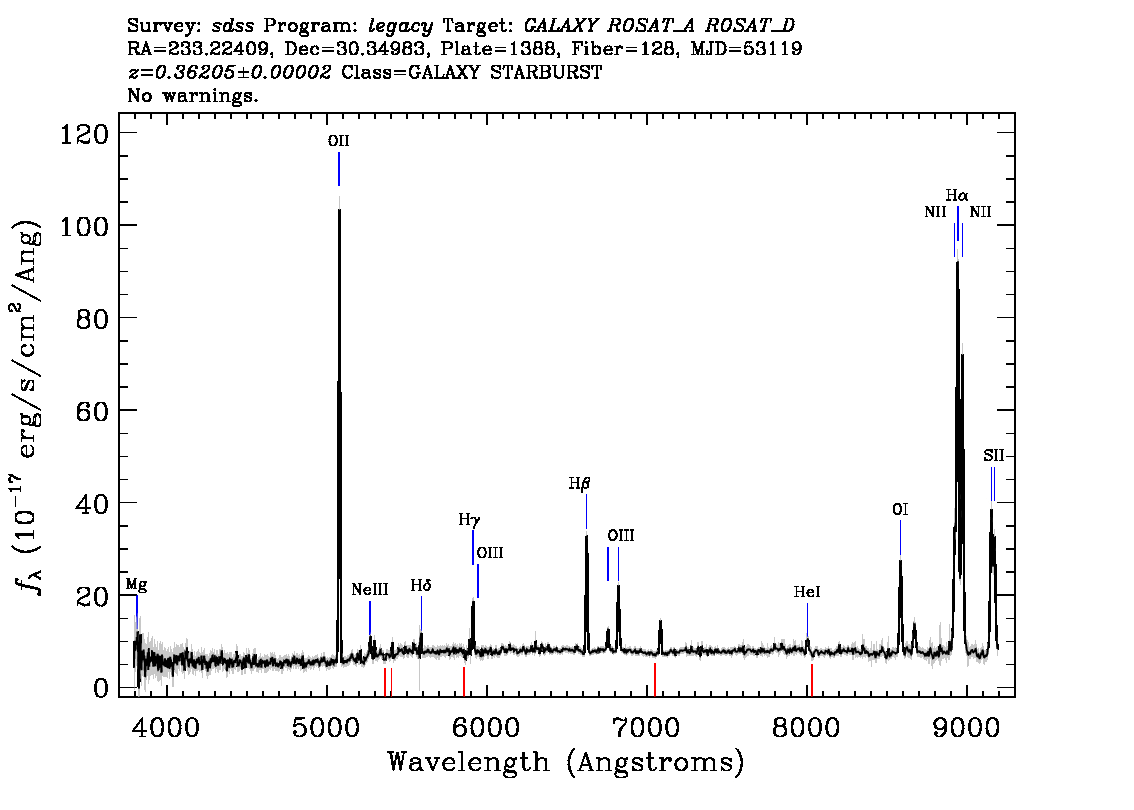 Survey: sdss Program: legacy Target: GALAXY ROSAT_A ROSAT_D
RA=233.22409, Dec=30.34983, Plate=1388, Fiber=128, MJD=53119
z=0.36205±0.00002 Class=GALAXY STARBURST
No warnings.
120
100
80
60
40
20
0
f_λ (10^−17 erg/s/cm^2/Ang)
OII
Hα
NII NII
Hβ
OIII
SII
Hγ
OIII
OI
Mg
NeIII
Hδ
HeI
4000 5000 6000 7000 8000 9000
Wavelength (Angstroms)